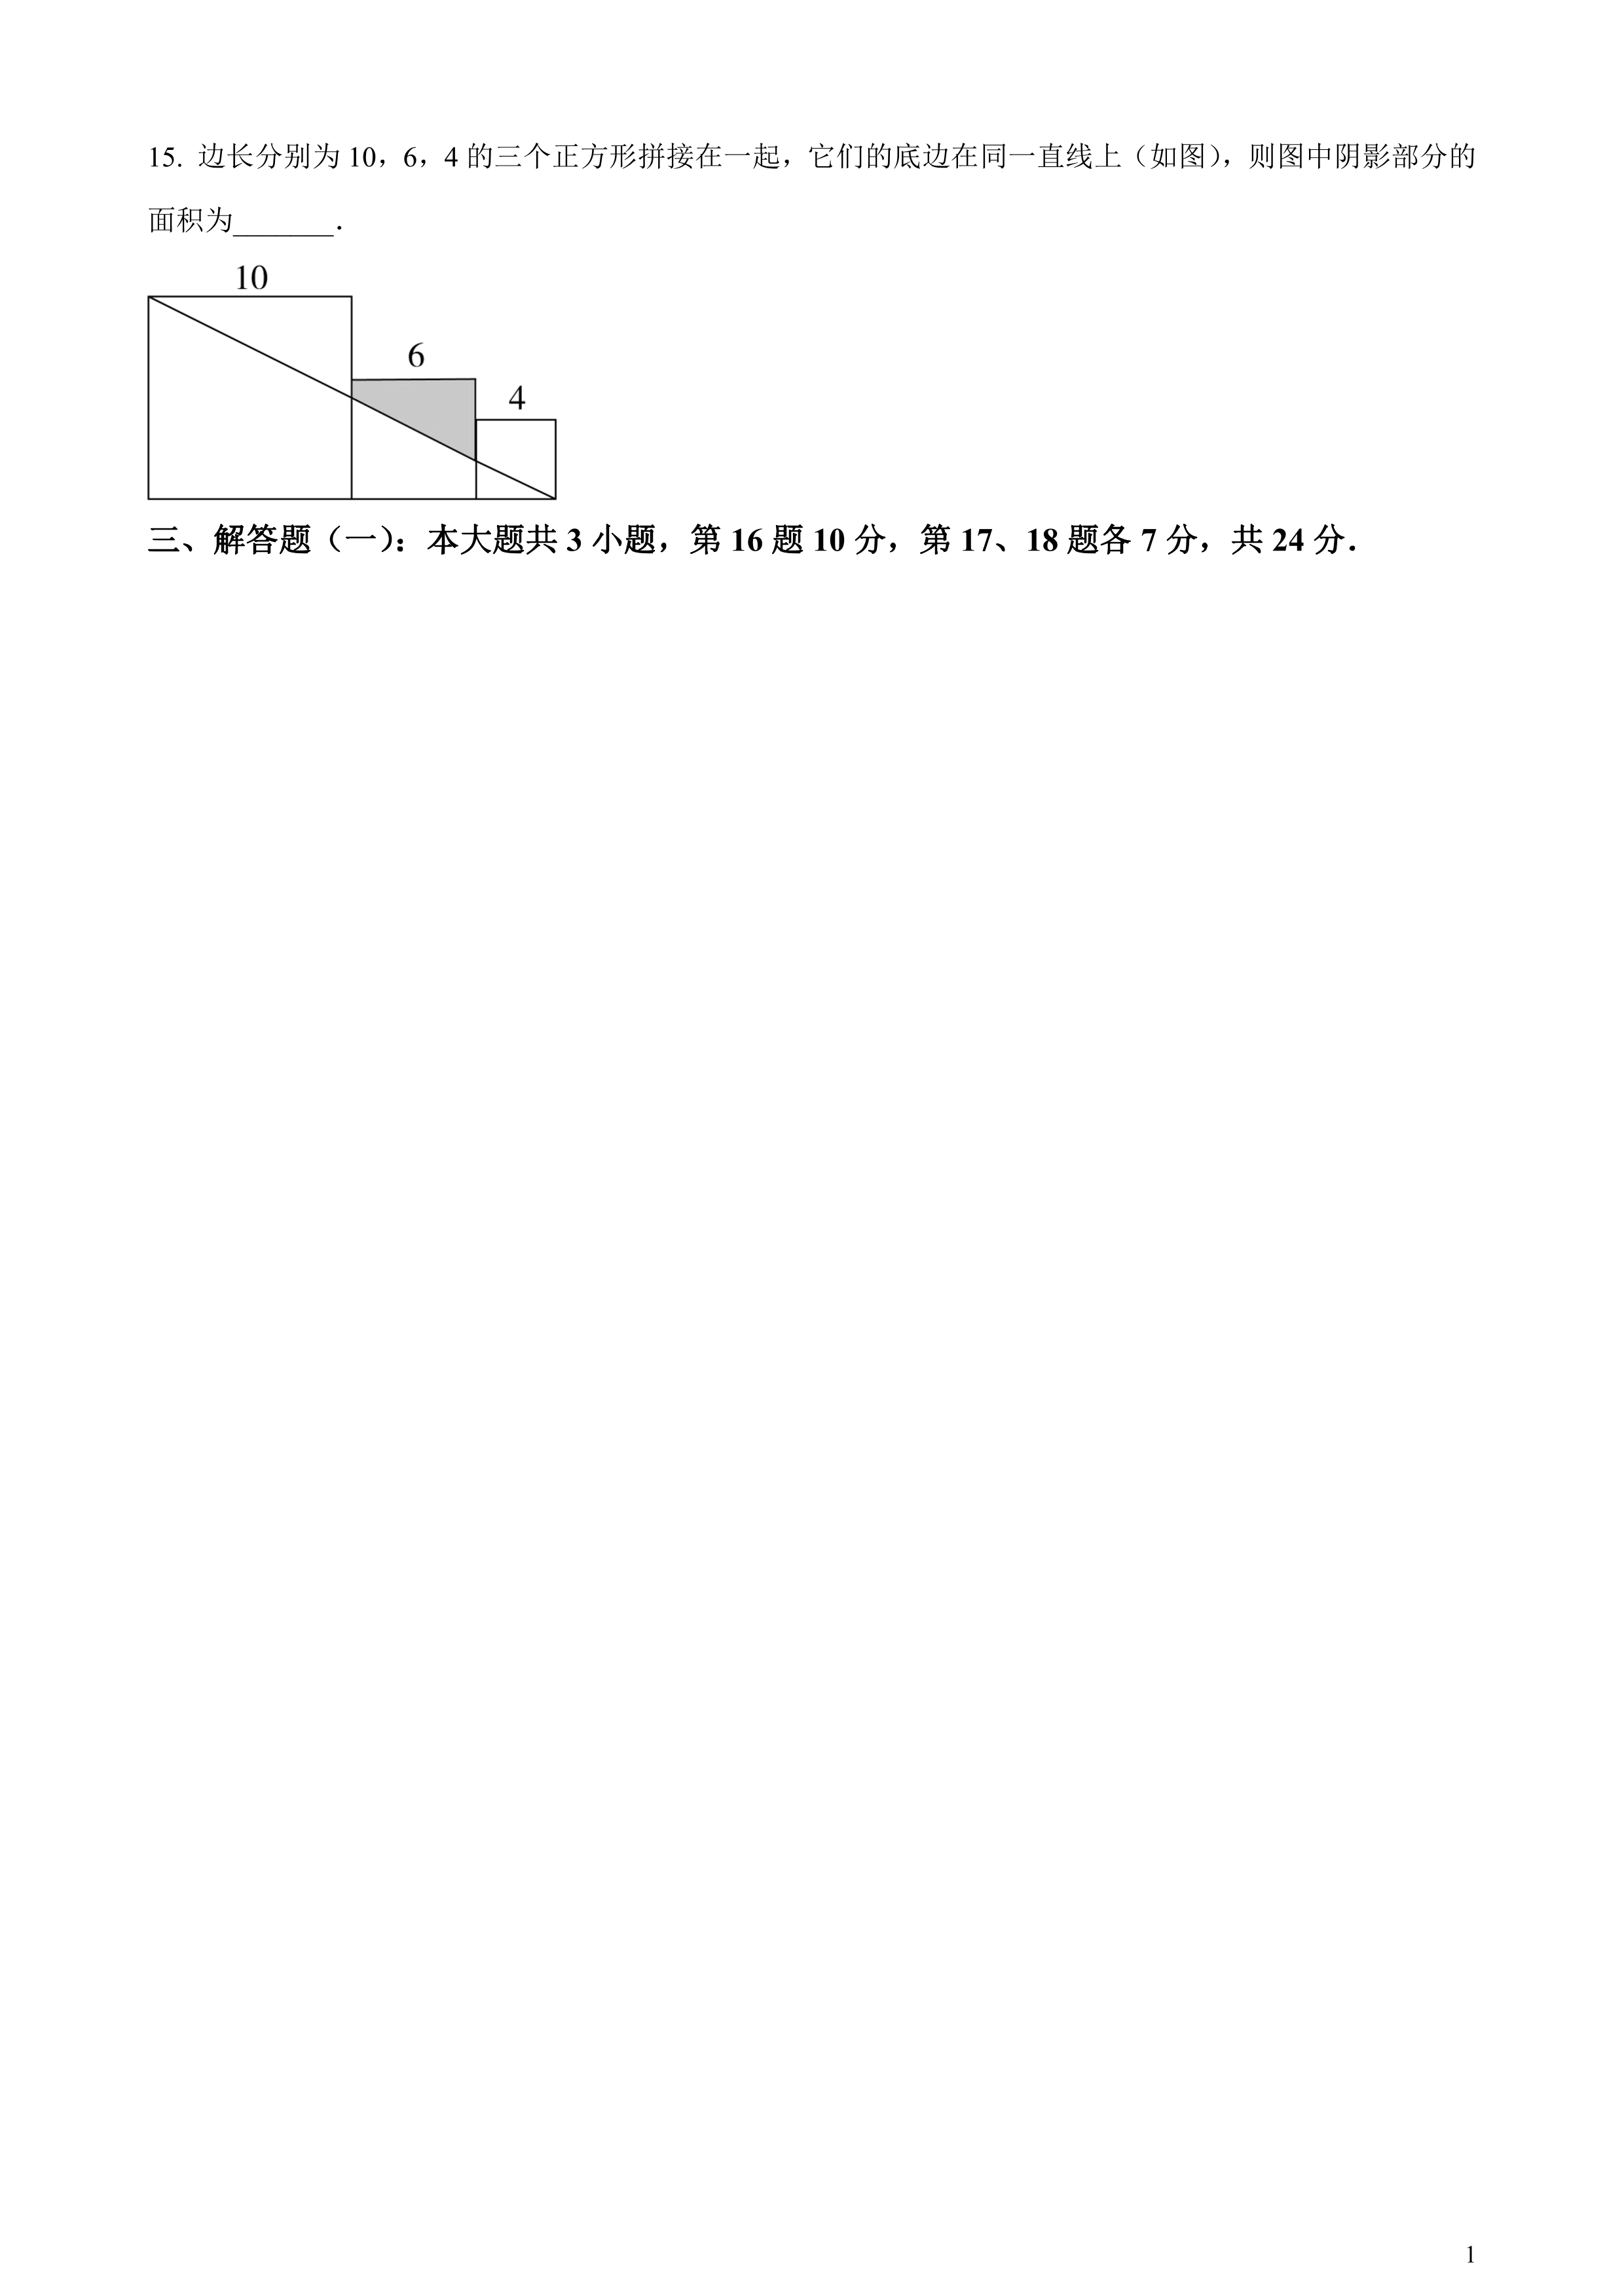 15. 边长分别为 10，6，4 的三个正方形拼接在一起，它们的底边在同一直线上（如图），则图中阴影部分的
面积为_______．
10
6
4
三、解答题（一）：本大题共 3 小题，第 16 题 10 分，第 17、18 题各 7 分，共 24 分．
1